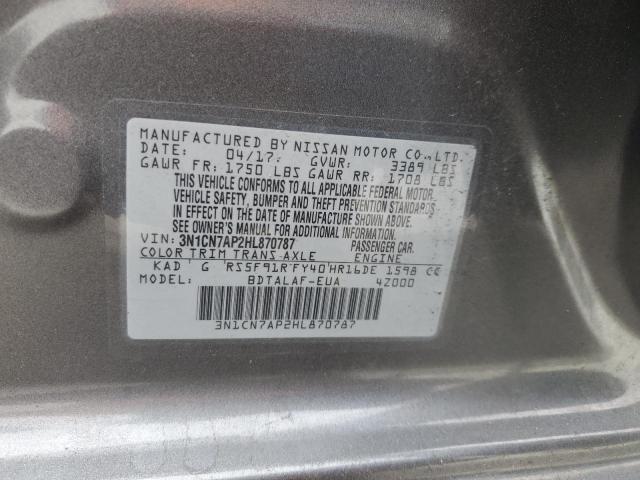 MANUFACTURED BY NISSAN MOTOR CO.,LTD.
DATE: 04/17 GVWR: 3389 LBS
GAWR FR: 1750 LBS GAWR RR: 1708 LBS
THIS VEHICLE CONFORMS TO ALL APPLICABLE FEDERAL MOTOR
VEHICLE SAFETY, BUMPER AND THEFT PREVENTION STANDARDS
IN EFFECT ON THE DATE OF MANUFACTURE SHOWN ABOVE.
SEE OWNER'S MANUAL FOR ADDITIONAL INFORMATION.
VIN: 3N1CN7AP2HL870787 PASSENGER CAR.
COLOR TRIM TRANS AXLE ENGINE
KAD G RS5F91R FY40 HR16DE 1598 CC
MODEL: BDTALAF-EUA 4Z000
3N1CN7AP2HL870787